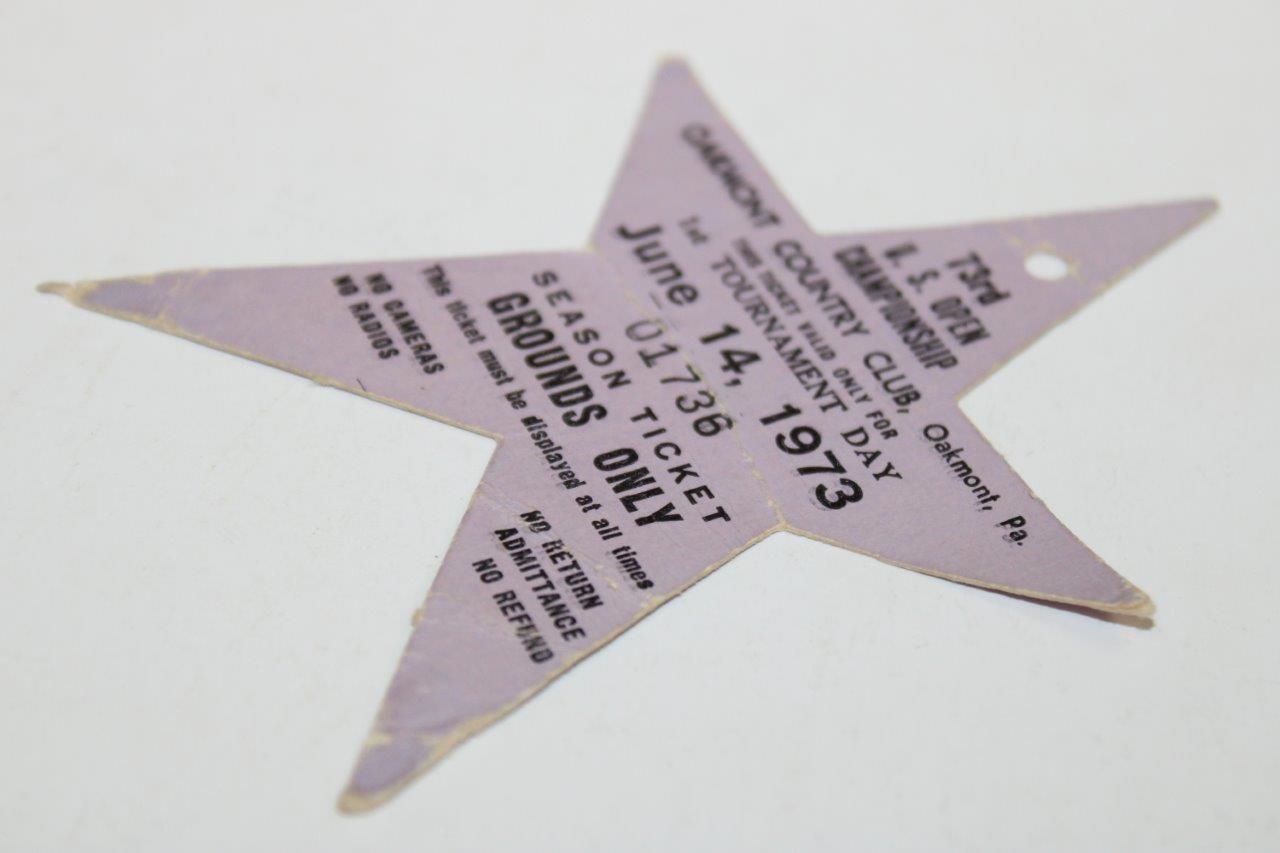 73rd
U. S. OPEN
CHAMPIONSHIP
OAKMONT COUNTRY CLUB, Oakmont, Pa.
THIS TICKET VALID ONLY FOR
1st TOURNAMENT DAY
June 14, 1973
01736
SEASON TICKET
GROUNDS ONLY
This ticket must be displayed at all times
NO CAMERAS
NO RADIOS
NO RETURN
ADMITTANCE
NO REFUND